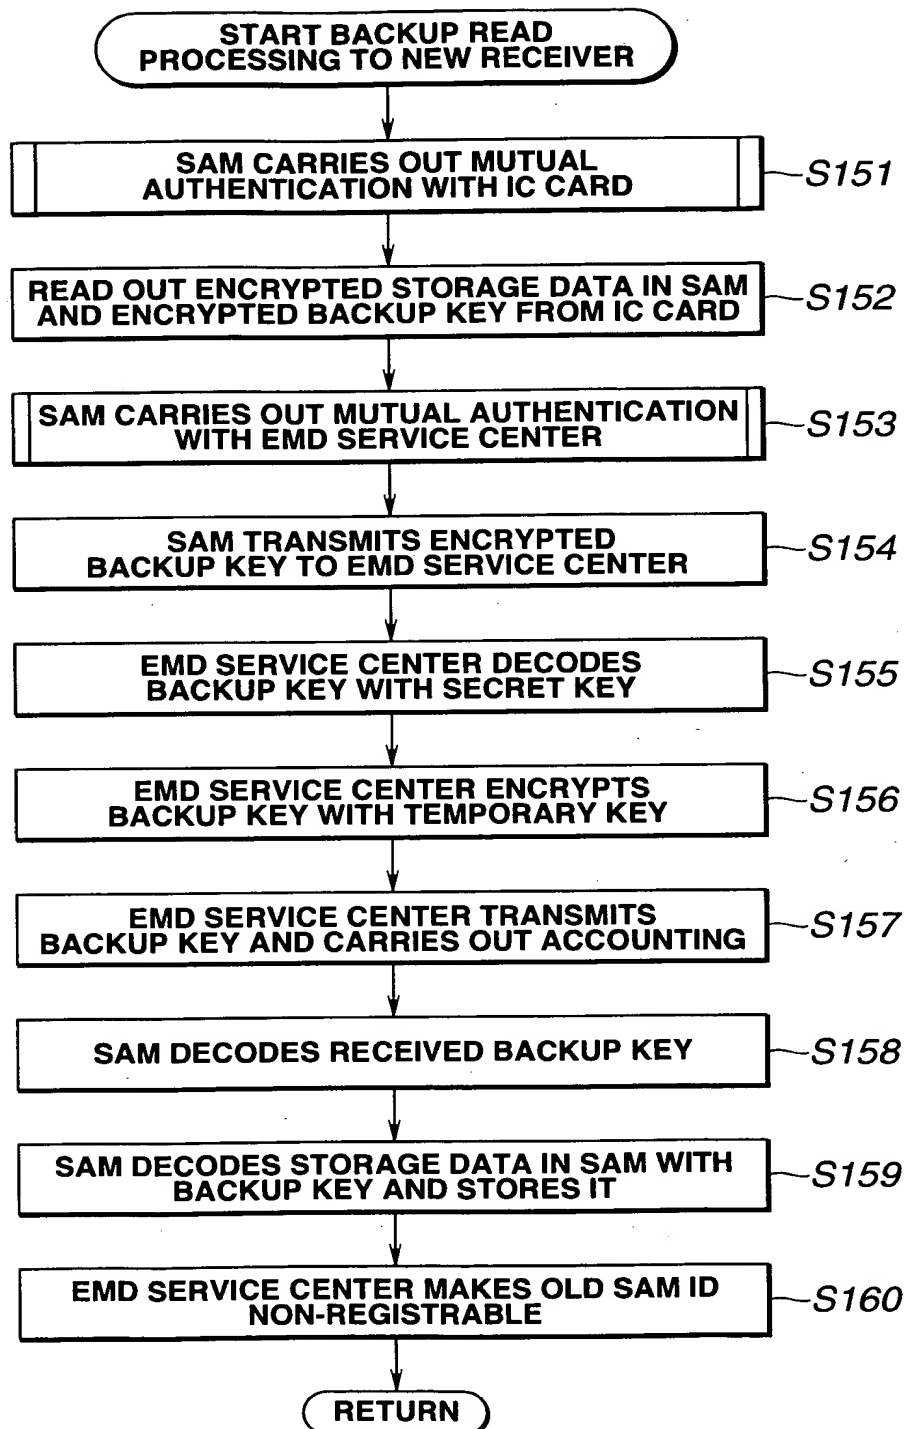 START BACKUP READ
PROCESSING TO NEW RECEIVER
SAM CARRIES OUT MUTUAL
AUTHENTICATION WITH IC CARD
S151
READ OUT ENCRYPTED STORAGE DATA IN SAM
AND ENCRYPTED BACKUP KEY FROM IC CARD
S152
SAM CARRIES OUT MUTUAL AUTHENTICATION
WITH EMD SERVICE CENTER
S153
SAM TRANSMITS ENCRYPTED
BACKUP KEY TO EMD SERVICE CENTER
S154
EMD SERVICE CENTER DECODES
BACKUP KEY WITH SECRET KEY
S155
EMD SERVICE CENTER ENCRYPTS
BACKUP KEY WITH TEMPORARY KEY
S156
EMD SERVICE CENTER TRANSMITS
BACKUP KEY AND CARRIES OUT ACCOUNTING
S157
SAM DECODES RECEIVED BACKUP KEY
S158
SAM DECODES STORAGE DATA IN SAM WITH
BACKUP KEY AND STORES IT
S159
EMD SERVICE CENTER MAKES OLD SAM ID
NON-REGISTRABLE
S160
RETURN